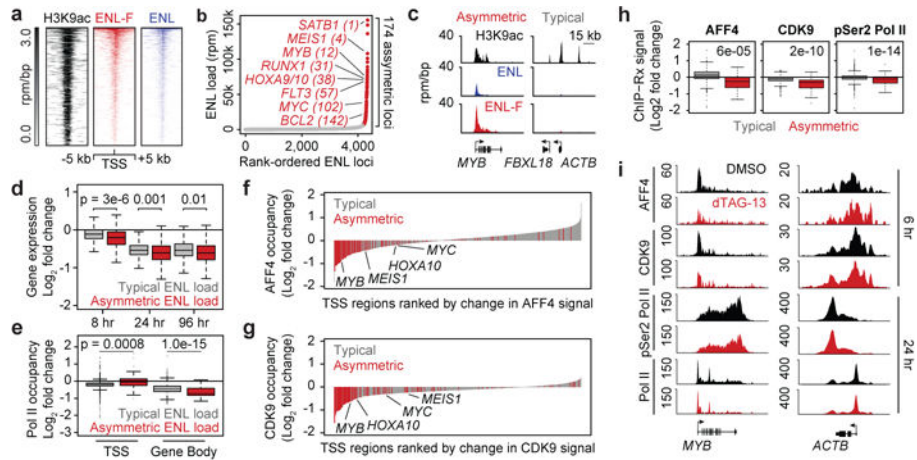 a
H3K9ac ENL-F ENL
3.0
rpm/bp
0.0
-5 kb TSS +5 kb
b
ENL load (rpm)
150k
100k
50k
0
SATB1 (1)
MEIS1 (4)
MYB (12)
RUNX1 (31)
HOXA9/10 (38)
FLT3 (57)
MYC (102)
BCL2 (142)
174 assymetric loci
0 2,000 4,000
Rank-ordered ENL loci
c
Asymmetric Typical
40 H3K9ac 15 kb
rpm/bp
40 ENL
40 ENL-F
MYB FBXL18 ACTB
d
Gene expression
Log2 fold change
1
0
-1
-2
p = 3e-6 0.001 0.01
Typical ENL load
Asymmetric ENL load
8 hr 24 hr 96 hr
e
Pol II occupancy
Log2 fold change
2
1
0
-1
-2
-3
p = 0.0008 1.0e-15
Typical ENL load
Asymmetric ENL load
TSS Gene Body
f
AFF4 occupancy
(Log2 fold change)
2
1
0
-1
-2
Typical
Asymmetric
MYC
HOXA10
MEIS1
MYB
TSS regions ranked by change in AFF4 signal
g
CDK9 occupancy
(Log2 fold change)
2
1
0
-1
-2
Typical
Asymmetric
MEIS1
MYC
HOXA10
MYB
TSS regions ranked by change in CDK9 signal
h
ChIP-Rx signal
(Log2 fold change)
AFF4 CDK9 pSer2 Pol II
2
1
0
-1
-2
6e-05 2e-10 1e-14
Typical Asymmetric
i
AFF4
60 DMSO 20
60 dTAG-13 20
CDK9
100 30
100 30
6 hr
pSer2 Pol II
150 400
150 400
Pol II
150 400
150 400
24 hr
MYB ACTB